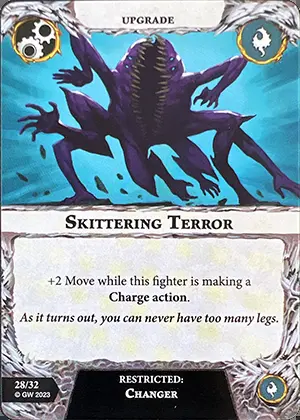 UPGRADE
SKITTERING TERROR
+2 Move while this fighter is making a
Charge action.
As it turns out, you can never have too many legs.
28/32
© GW 2023
RESTRICTED:
CHANGER